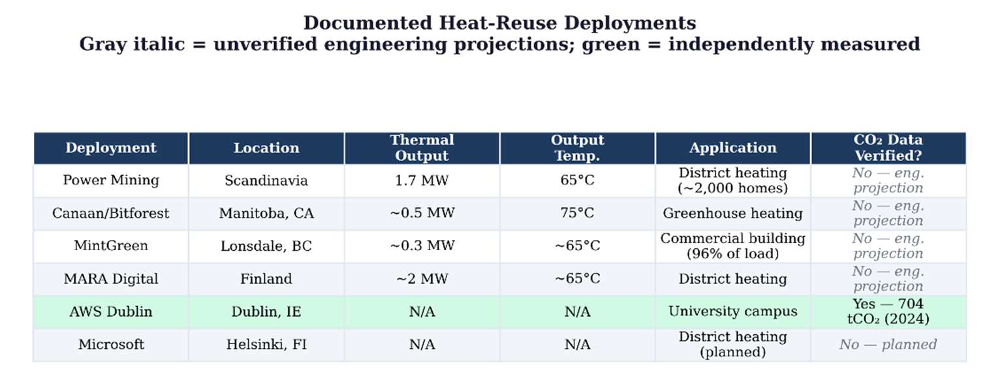 Documented Heat-Reuse Deployments
Gray italic = unverified engineering projections; green = independently measured
Deployment Location Thermal Output Output Temp. Application CO₂ Data Verified?
Power Mining Scandinavia 1.7 MW 65°C District heating (~2,000 homes) No — eng. projection
Canaan/Bitforest Manitoba, CA ~0.5 MW 75°C Greenhouse heating No — eng. projection
MintGreen Lonsdale, BC ~0.3 MW ~65°C Commercial building (96% of load) No — eng. projection
MARA Digital Finland ~2 MW ~65°C District heating No — eng. projection
AWS Dublin Dublin, IE N/A N/A University campus Yes — 704 tCO₂ (2024)
Microsoft Helsinki, FI N/A N/A District heating (planned) No — planned